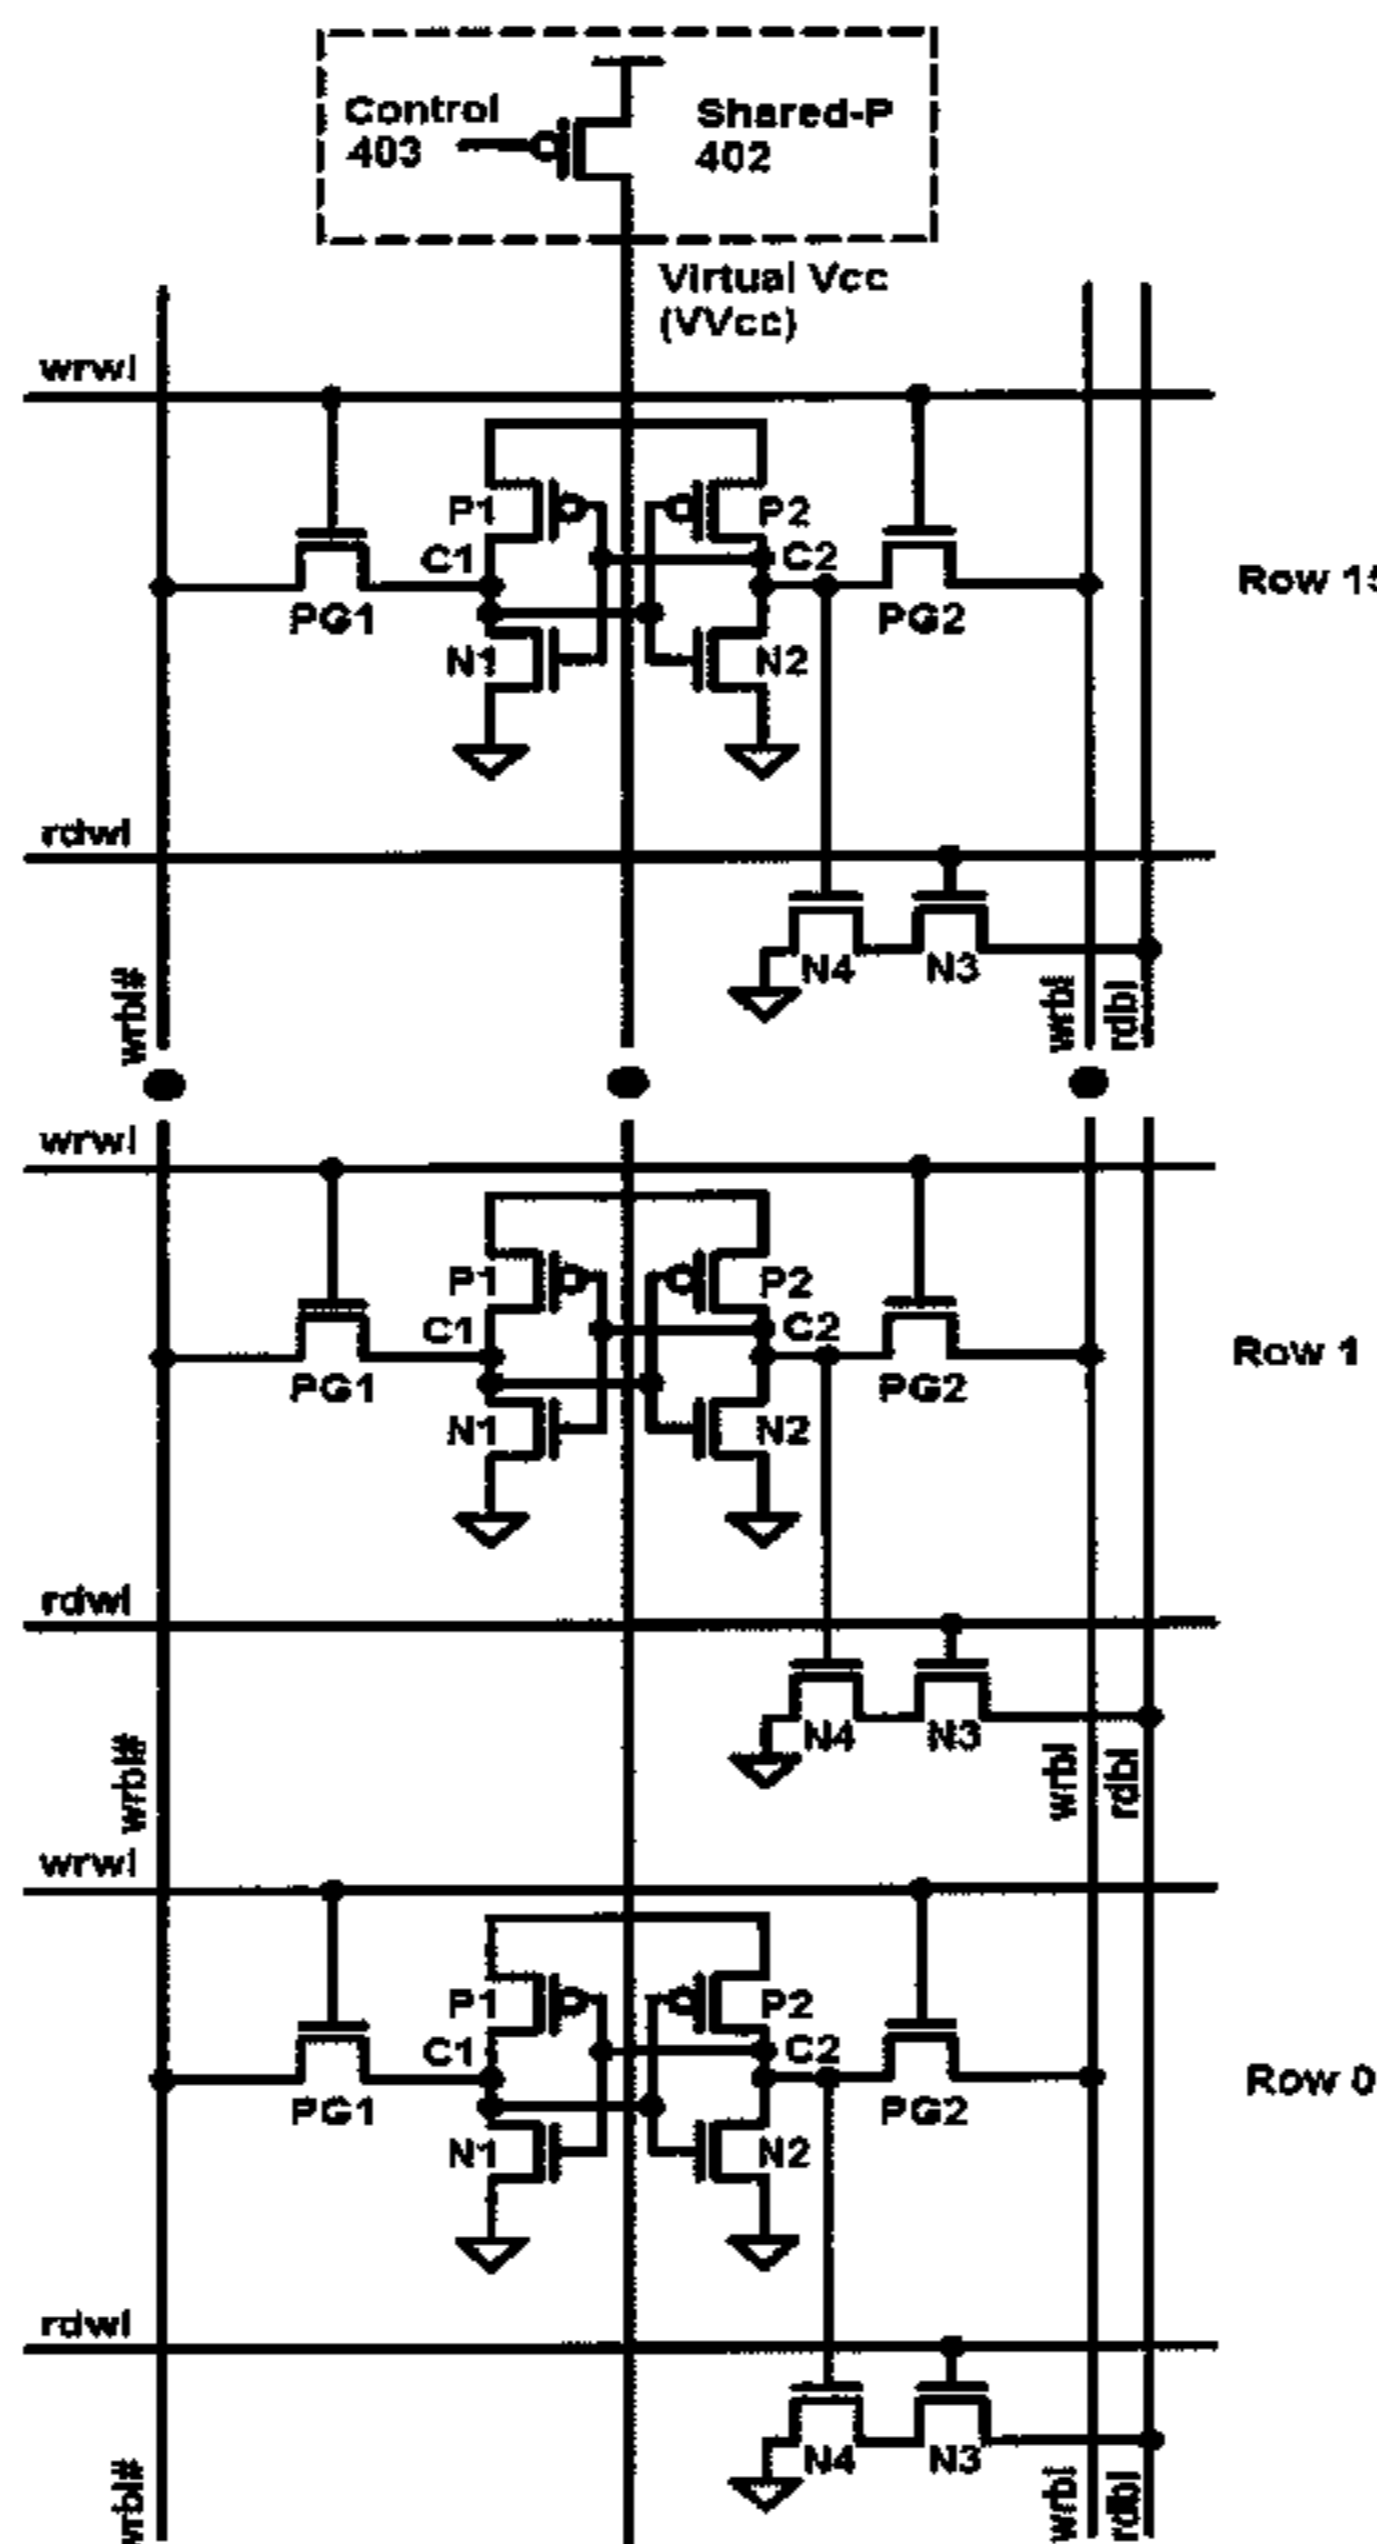 Control
403
Shared-P
402
Virtual Vcc
(VVcc)
wrwl
P1
P2
C1
C2
PG1
PG2
Row 15
N1
N2
rdwl
N4
N3
wrbl#
wrbl
rdbl
wrwl
P1
P2
C1
C2
PG1
PG2
Row 1
N1
N2
rdwl
N4
N3
wrbl#
wrbl
rdbl
wrwl
P1
P2
C1
C2
PG1
PG2
Row 0
N1
N2
rdwl
N4
N3
wrbl#
wrbl
rdbl